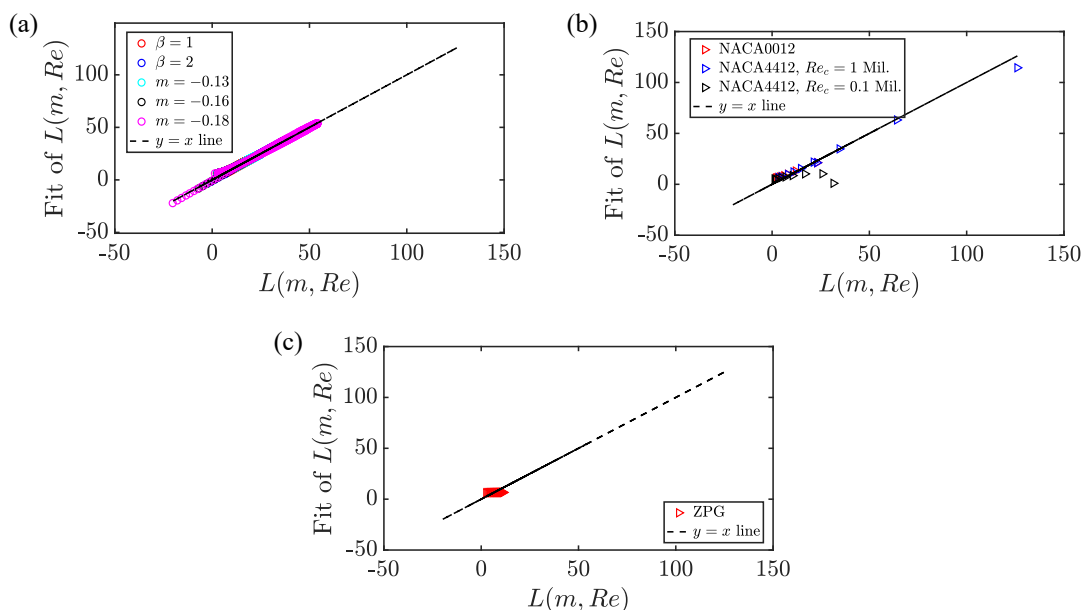 (a)
150
100
50
0
-50
Fit of L(m, Re)
β = 1
β = 2
m = −0.13
m = −0.16
m = −0.18
y = x line
-50 0 50 100 150
L(m, Re)
(b)
150
100
50
0
-50
Fit of L(m, Re)
NACA0012
NACA4412, Re_c = 1 Mil.
NACA4412, Re_c = 0.1 Mil.
y = x line
-50 0 50 100 150
L(m, Re)
(c)
150
100
50
0
-50
Fit of L(m, Re)
ZPG
y = x line
-50 0 50 100 150
L(m, Re)